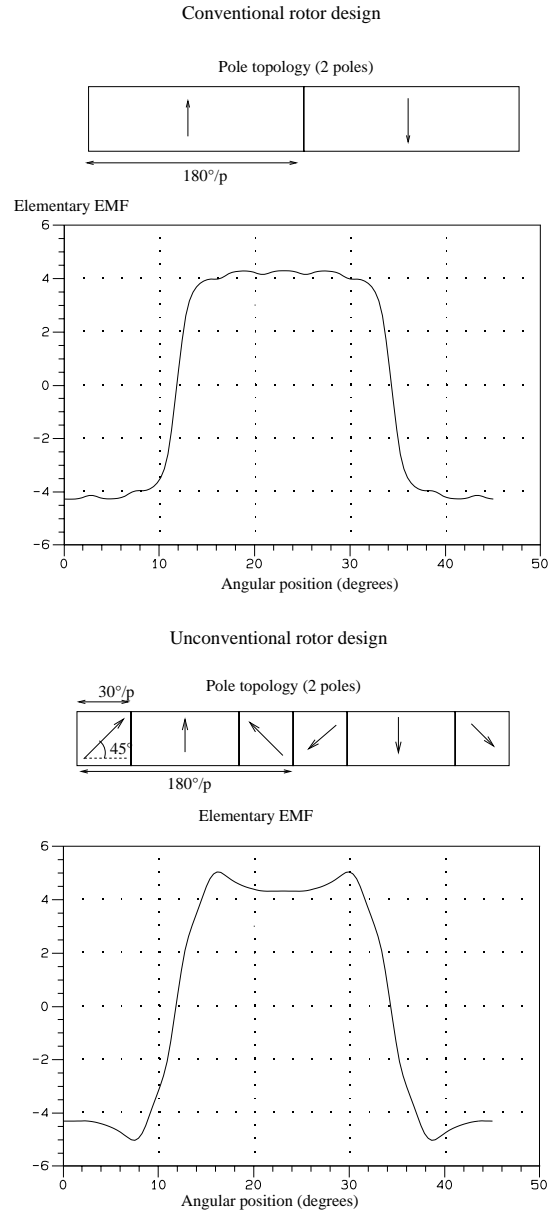 Conventional rotor design
Pole topology (2 poles)
180°/p
Elementary EMF
6
4
2
0
-2
-4
-6
0 10 20 30 40 50
Angular position (degrees)
Unconventional rotor design
30°/p
Pole topology (2 poles)
45°
180°/p
Elementary EMF
6
4
2
0
-2
-4
-6
0 10 20 30 40 50
Angular position (degrees)